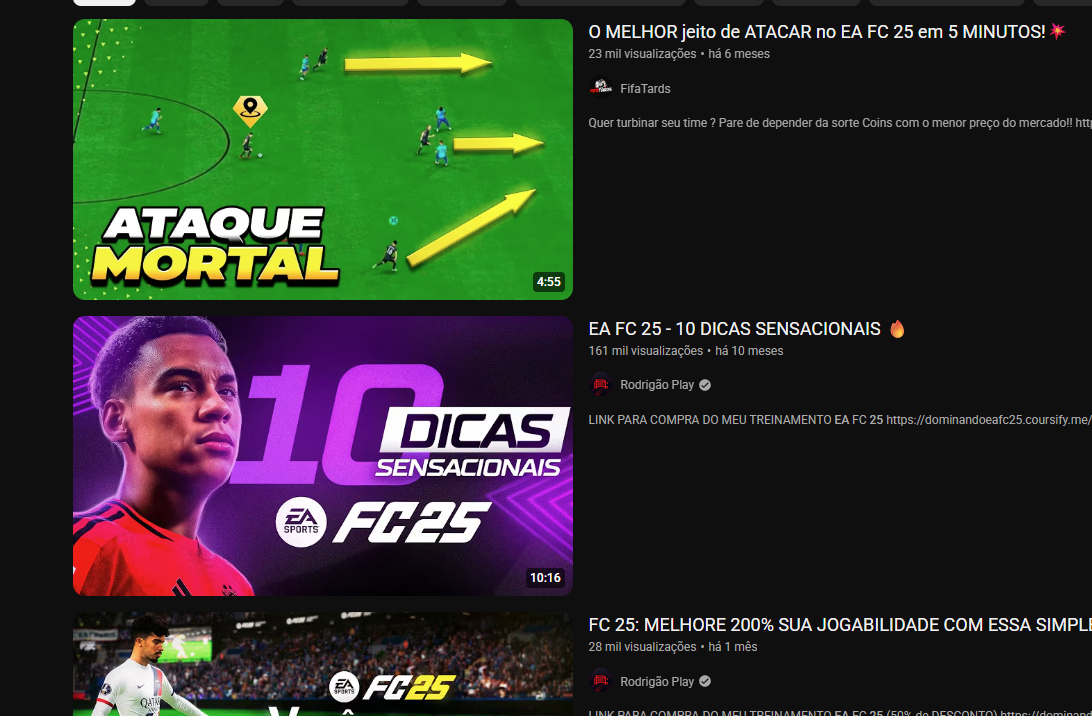 O MELHOR jeito de ATACAR no EA FC 25 em 5 MINUTOS!💥
23 mil visualizações • há 6 meses
FifaTards
Quer turbinar seu time ? Pare de depender da sorte Coins com o menor preço do mercado!!
ATAQUE
MORTAL
4:55
EA FC 25 - 10 DICAS SENSACIONAIS 🔥
161 mil visualizações • há 10 meses
Rodrigão Play
LINK PARA COMPRA DO MEU TREINAMENTO EA FC 25 https://dominandoeafc25.coursify.me/
10
DICAS
SENSACIONAIS
EA SPORTS FC25
10:16
FC 25: MELHORE 200% SUA JOGABILIDADE COM ESSA
28 mil visualizações • há 1 mês
Rodrigão Play
LINK PARA COMPRA DO MEU TREINAMENTO EA FC 25 (50% de DESCONTO)
EA SPORTS FC25